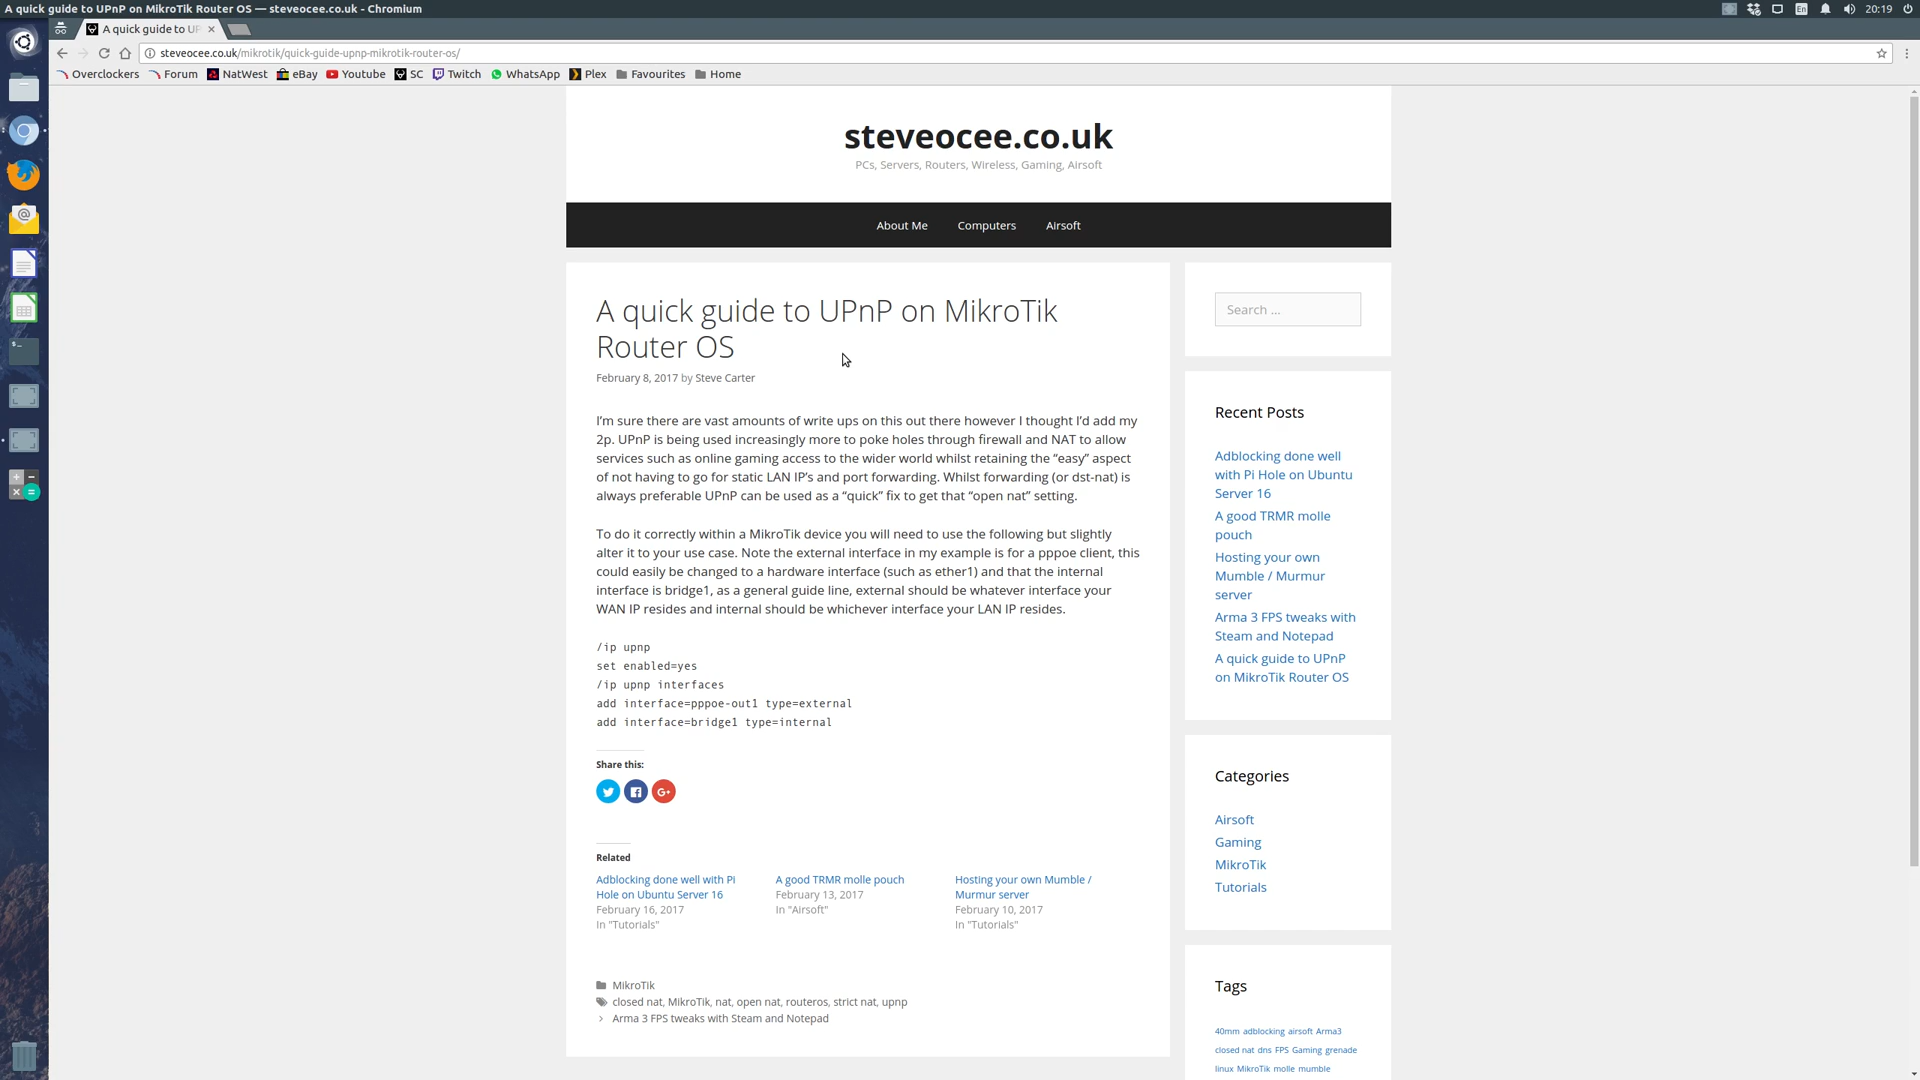 A quick guide to UPnP on MikroTik Router OS — steveocee.co.uk - Chromium
En
20:19
A quick guide to UP
steveocee.co.uk/mikrotik/quick-guide-upnp-mikrotik-router-os/
Overclockers Forum NatWest eBay Youtube SC Twitch WhatsApp Plex Favourites Home
steveocee.co.uk
PCs, Servers, Routers, Wireless, Gaming, Airsoft
About Me Computers Airsoft
A quick guide to UPnP on MikroTik
Router OS
February 8, 2017 by Steve Carter
I'm sure there are vast amounts of write ups on this out there however I thought I'd add my
2p. UPnP is being used increasingly more to poke holes through firewall and NAT to allow
services such as online gaming access to the wider world whilst retaining the “easy” aspect
of not having to go for static LAN IP's and port forwarding. Whilst forwarding (or dst-nat) is
always preferable UPnP can be used as a “quick” fix to get that “open nat” setting.
To do it correctly within a MikroTik device you will need to use the following but slightly
alter it to your use case. Note the external interface in my example is for a pppoe client, this
could easily be changed to a hardware interface (such as ether1) and that the internal
interface is bridge1, as a general guide line, external should be whatever interface your
WAN IP resides and internal should be whichever interface your LAN IP resides.
/ip upnp
set enabled=yes
/ip upnp interfaces
add interface=pppoe-out1 type=external
add interface=bridge1 type=internal
Share this:
Related
Adblocking done well with Pi
Hole on Ubuntu Server 16
February 16, 2017
In "Tutorials"
A good TRMR molle pouch
February 13, 2017
In "Airsoft"
Hosting your own Mumble /
Murmur server
February 10, 2017
In "Tutorials"
MikroTik
closed nat, MikroTik, nat, open nat, routeros, strict nat, upnp
Arma 3 FPS tweaks with Steam and Notepad
Search ...
Recent Posts
Adblocking done well
with Pi Hole on Ubuntu
Server 16
A good TRMR molle
pouch
Hosting your own
Mumble / Murmur
server
Arma 3 FPS tweaks with
Steam and Notepad
A quick guide to UPnP
on MikroTik Router OS
Categories
Airsoft
Gaming
MikroTik
Tutorials
Tags
40mm adblocking airsoft Arma3
closed nat dns FPS Gaming grenade
linux MikroTik molle mumble